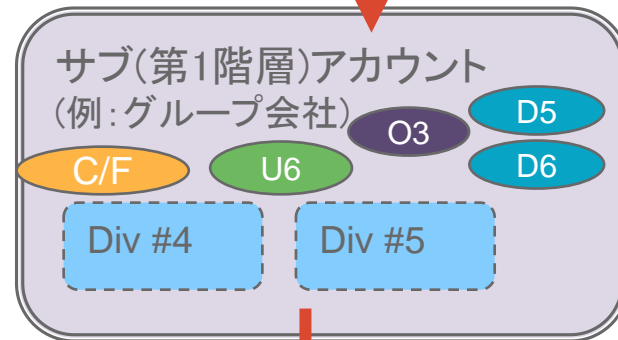 サブ(第1階層)アカウント
(例:グループ会社)
O3
D5
D6
C/F
U6
Div #4
Div #5